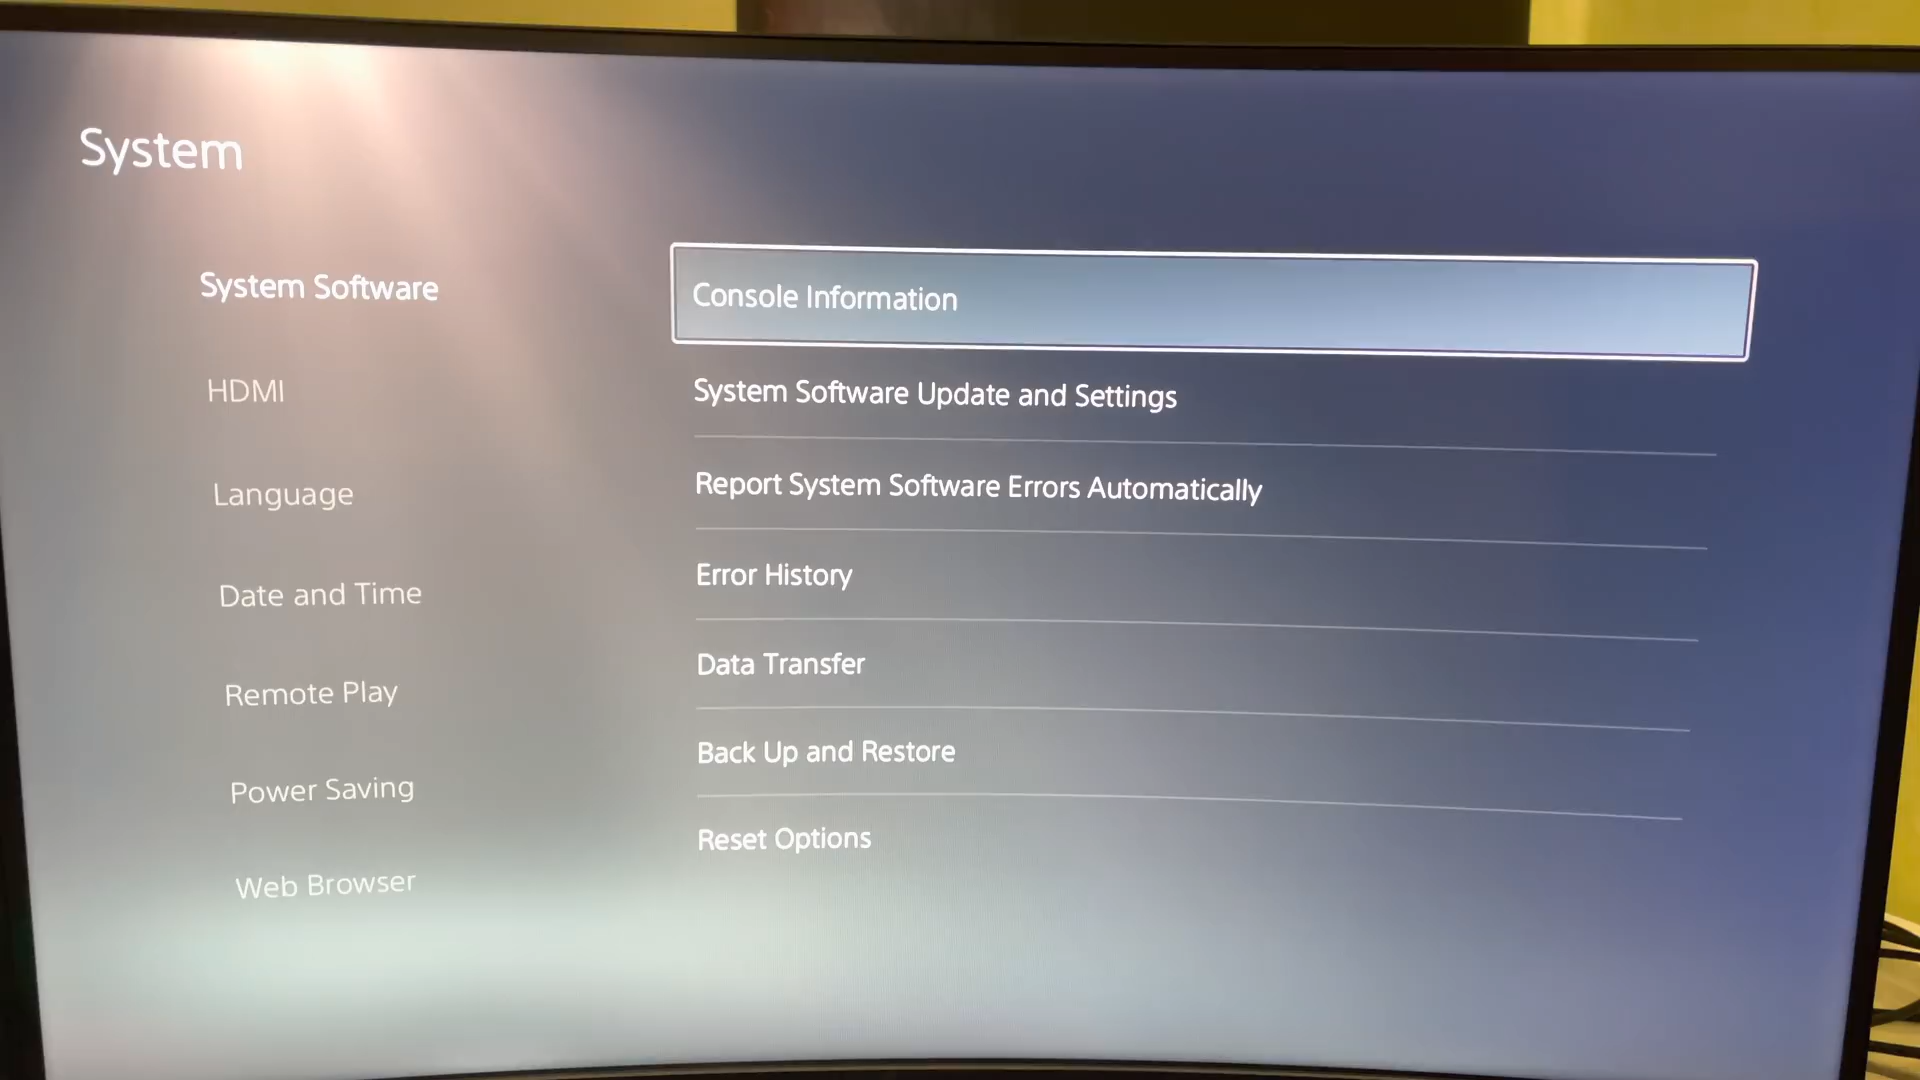 System
System Software
HDMI
Language
Date and Time
Remote Play
Power Saving
Web Browser
Console Information
System Software Update and Settings
Report System Software Errors Automatically
Error History
Data Transfer
Back Up and Restore
Reset Options